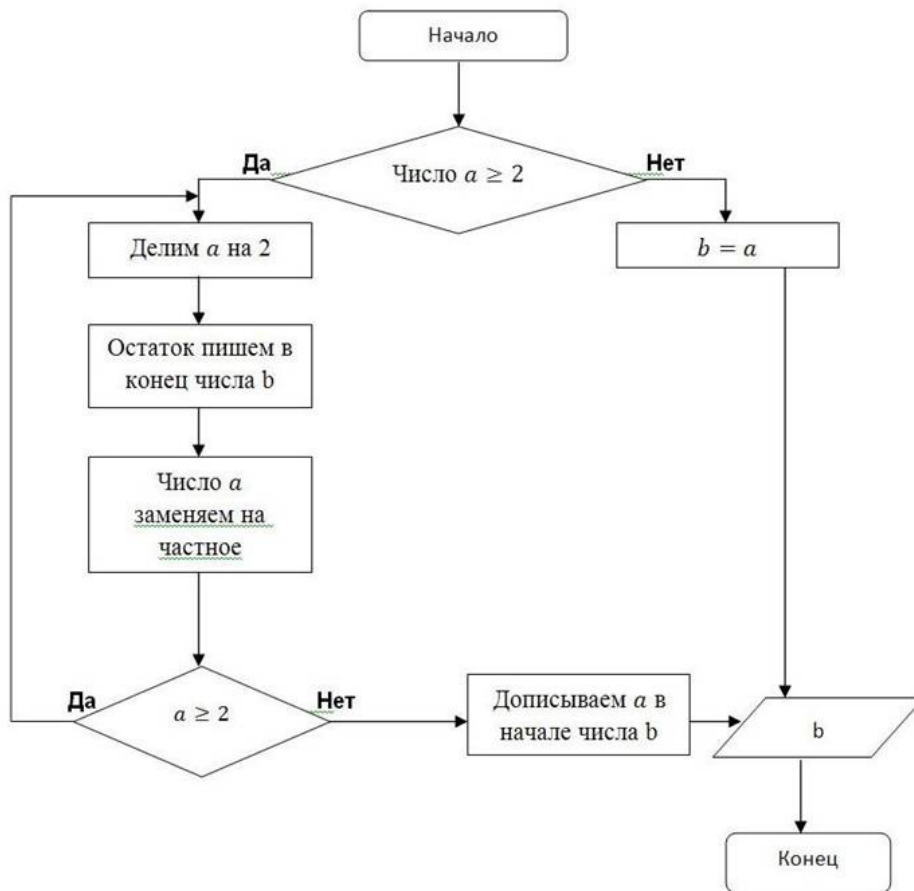 Начало
Да
Нет
Число a ≥ 2
Делим a на 2
b = a
Остаток пишем в
конец числа b
Число a
заменяем на
частное
Да
Нет
a ≥ 2
Дописываем a в
начале числа b
b
Конец